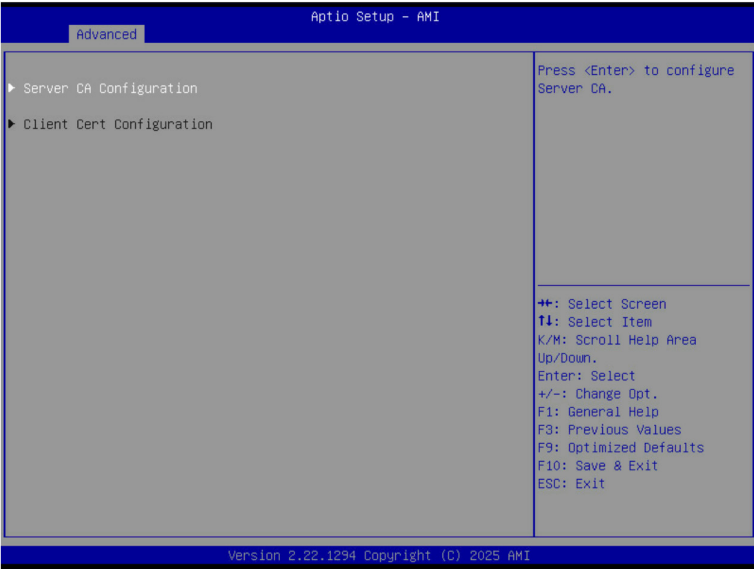 Aptio Setup – AMI
Advanced
▶ Server CA Configuration
▶ Client Cert Configuration
Press <Enter> to configure
Server CA.
→←: Select Screen
↑↓: Select Item
K/M: Scroll Help Area
Up/Down.
Enter: Select
+/-: Change Opt.
F1: General Help
F3: Previous Values
F9: Optimized Defaults
F10: Save & Exit
ESC: Exit
Version 2.22.1294 Copyright (C) 2025 AMI